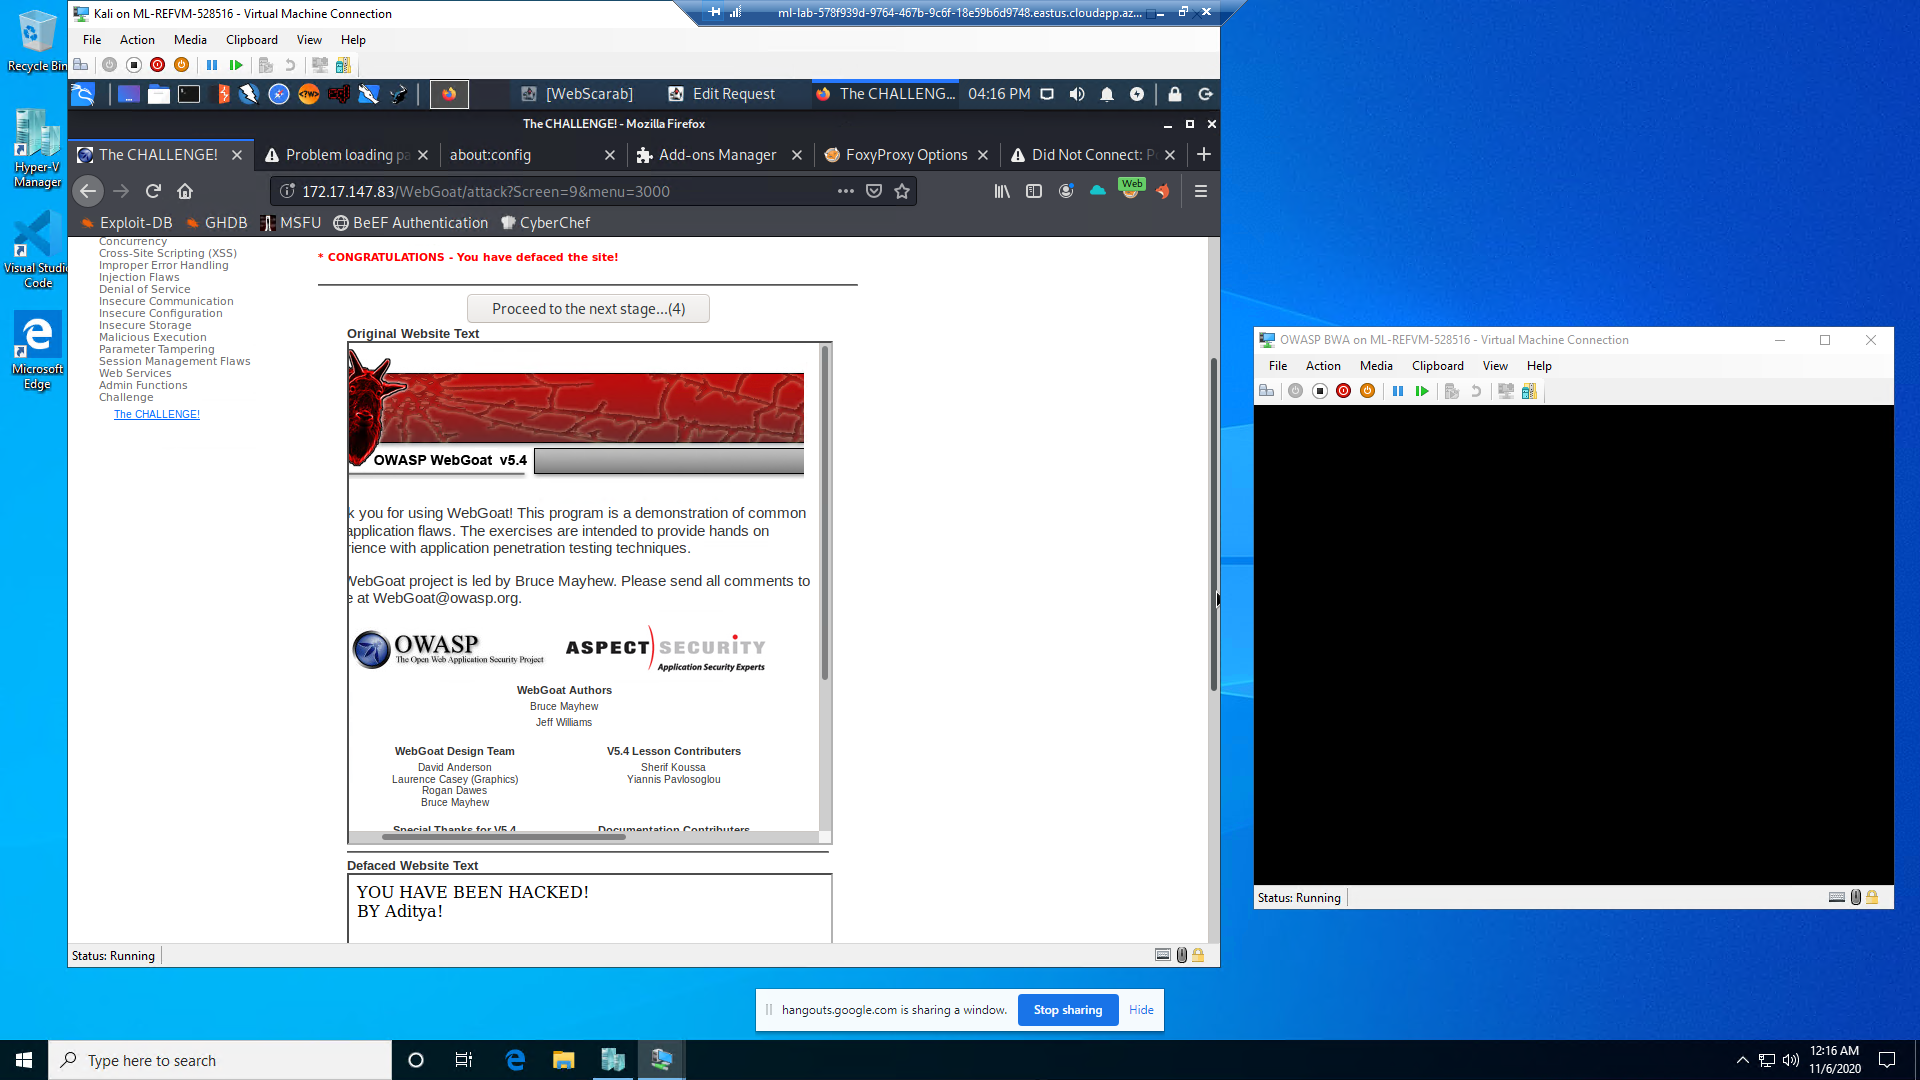 Recycle Bin
Hyper-V
Manager
Visual Studio
Code
Microsoft
Edge
Kali on ML-REFVM-528516 - Virtual Machine Connection
ml-lab-578f939d-9764-467b-9c6f-18e59b6d9748.eastus.cloudapp.az...
File Action Media Clipboard View Help
[WebScarab] Edit Request The CHALLENG... 04:16 PM
The CHALLENGE! - Mozilla Firefox
The CHALLENGE! Problem loading pa about:config Add-ons Manager FoxyProxy Options Did Not Connect: P
172.17.147.83/WebGoat/attack?Screen=9&menu=3000
Web
Exploit-DB GHDB MSFU BeEF Authentication CyberChef
Concurrency
Cross-Site Scripting (XSS)
Improper Error Handling
Injection Flaws
Denial of Service
Insecure Communication
Insecure Configuration
Insecure Storage
Malicious Execution
Parameter Tampering
Session Management Flaws
Web Services
Admin Functions
Challenge
The CHALLENGE!
* CONGRATULATIONS - You have defaced the site!
Proceed to the next stage...(4)
Original Website Text
OWASP WebGoat v5.4
k you for using WebGoat! This program is a demonstration of common
application flaws. The exercises are intended to provide hands on
rience with application penetration testing techniques.
WebGoat project is led by Bruce Mayhew. Please send all comments to
e at WebGoat@owasp.org.
OWASP
The Open Web Application Security Project
ASPECT SECURITY
Application Security Experts
WebGoat Authors
Bruce Mayhew
Jeff Williams
WebGoat Design Team
David Anderson
Laurence Casey (Graphics)
Rogan Dawes
Bruce Mayhew
V5.4 Lesson Contributers
Sherif Koussa
Yiannis Pavlosoglou
Special Thanks for V5.4
Documentation Contributers
Defaced Website Text
YOU HAVE BEEN HACKED!
BY Aditya!
Status: Running
OWASP BWA on ML-REFVM-528516 - Virtual Machine Connection
File Action Media Clipboard View Help
Status: Running
hangouts.google.com is sharing a window. Stop sharing Hide
Type here to search
12:16 AM
11/6/2020